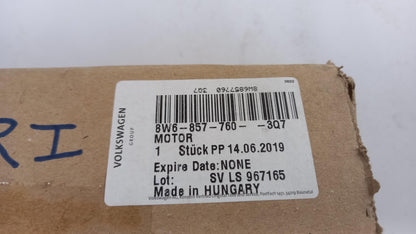 RI
VOLKSWAGEN
GROUP
8W6857760 3Q7
8W6-857-760- -3Q7
MOTOR
1 Stück PP 14.06.2019
Expire Date:NONE
Lot: SV LS 967165
Made in HUNGARY